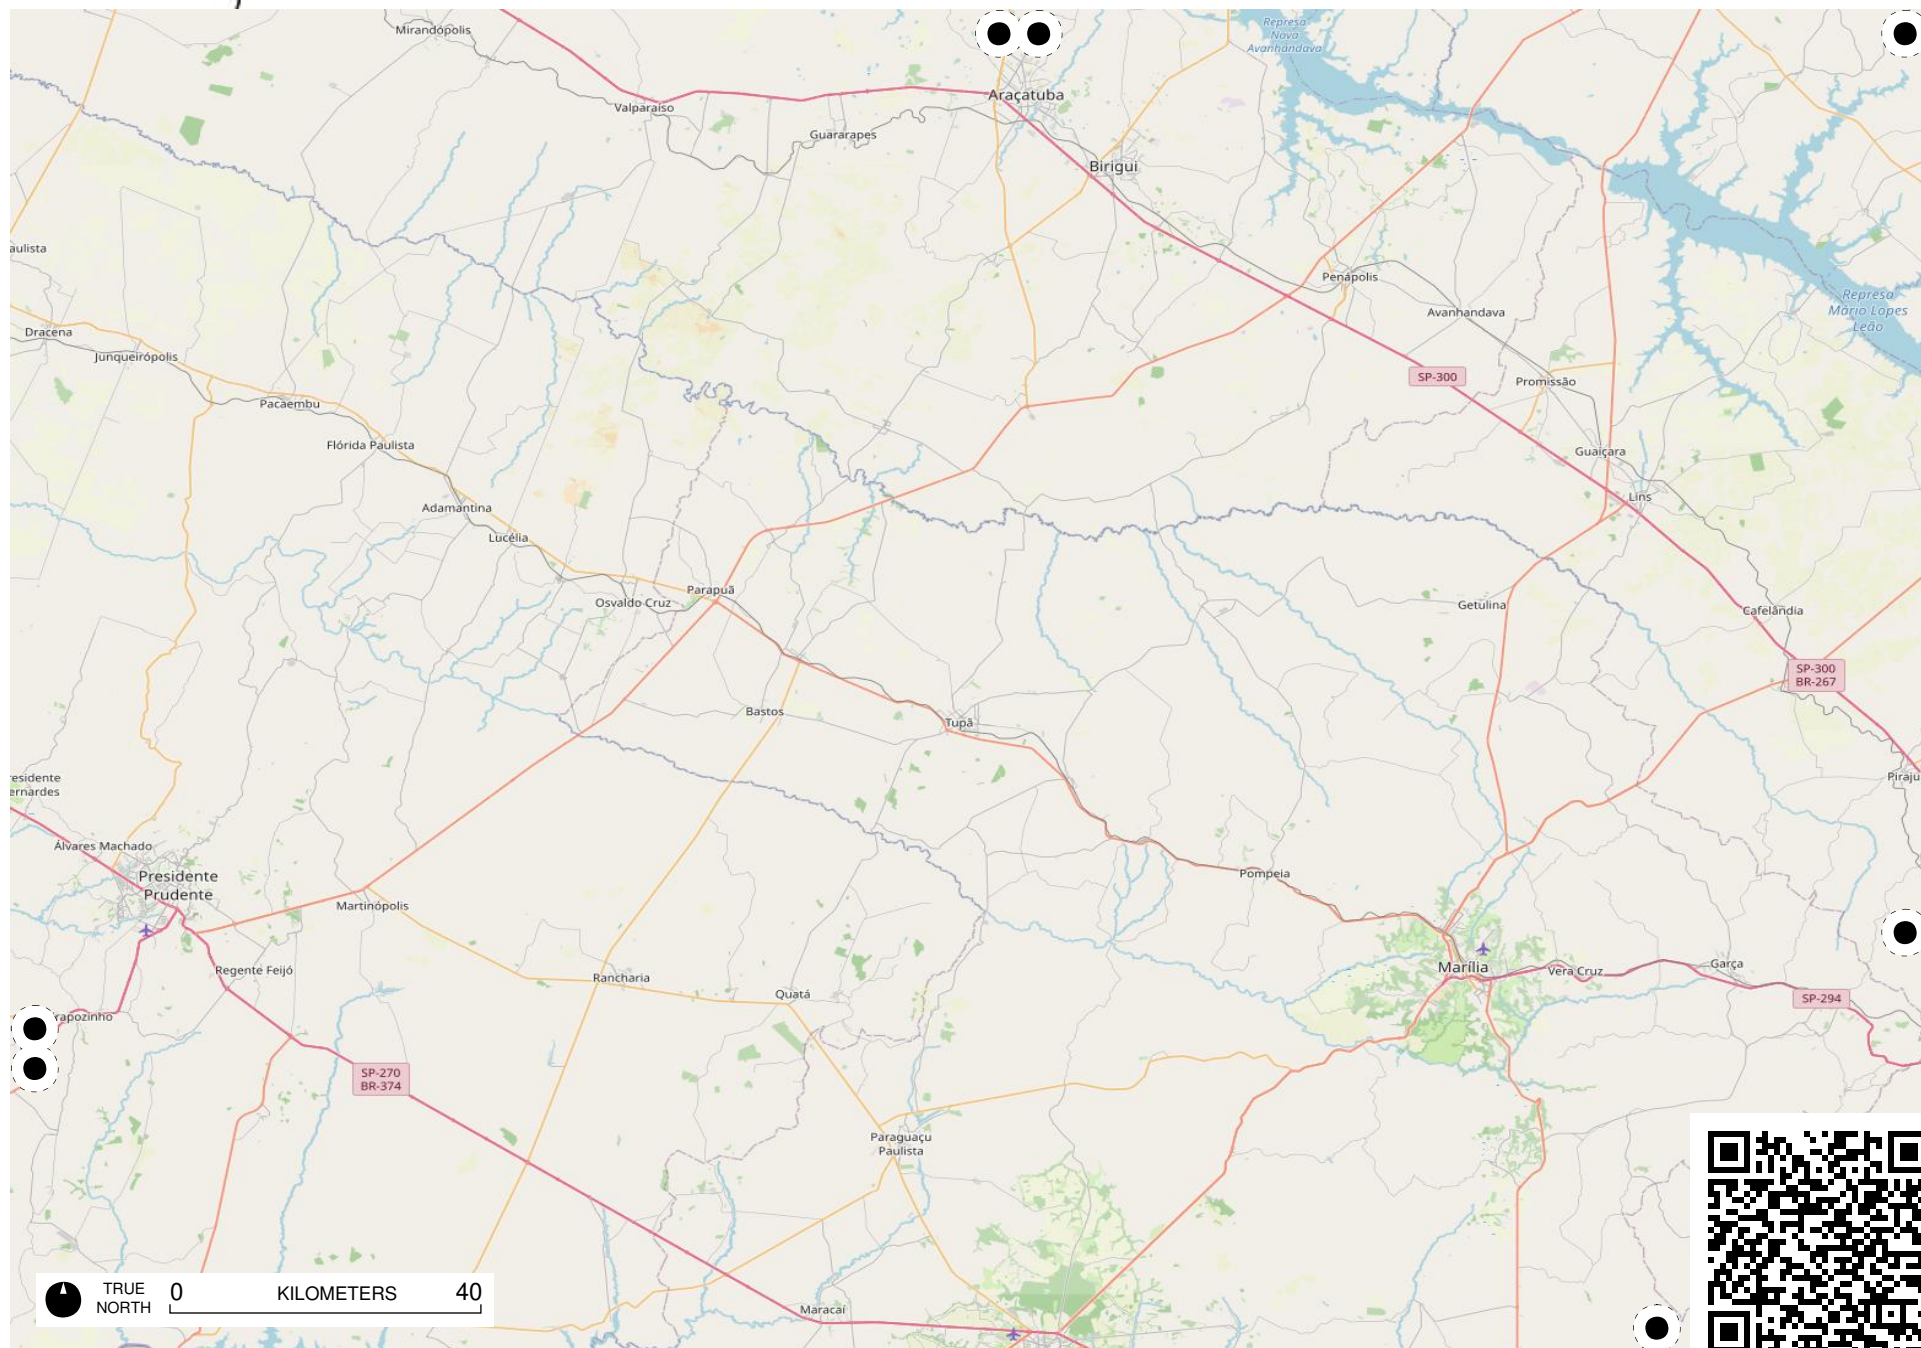 Mirandópolis
Represa
Nova
Avanhandava
Araçatuba
Valparaíso
Guararapes
Birigui
aulista
Penápolis
Represa
Mário Lopes
Leão
Avanhandava
Dracena
Junqueirópolis
SP-300
Promissão
Pacaembu
Flórida Paulista
Guaiçara
Lins
Adamantina
Lucélia
Parapuã
Osvaldo Cruz
Getulina
Cafelândia
SP-300
BR-267
Bastos
Tupã
residente
ernardes
Piraju
Álvares Machado
Presidente
Prudente
Pompeia
Martinópolis
Regente Feijó
Rancharia
Quatá
Marília
Vera Cruz
Garça
SP-294
rapozinho
SP-270
BR-374
Paraguaçu
Paulista
Maracaí
TRUE
NORTH
0 KILOMETERS 40